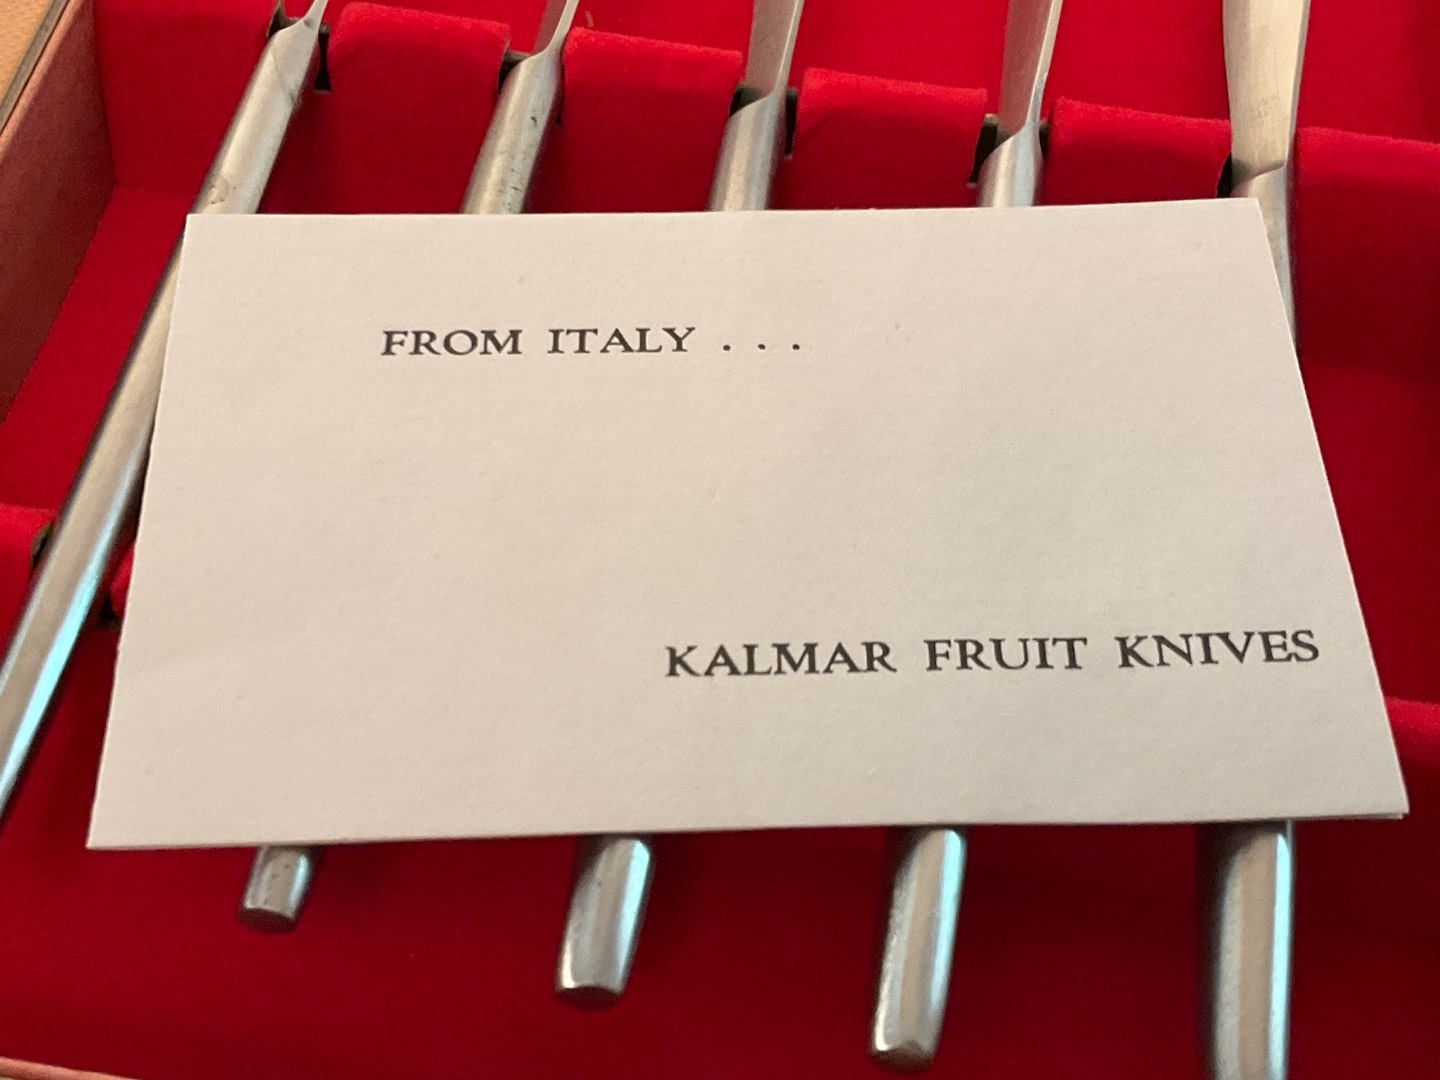 FROM ITALY . . .
KALMAR FRUIT KNIVES